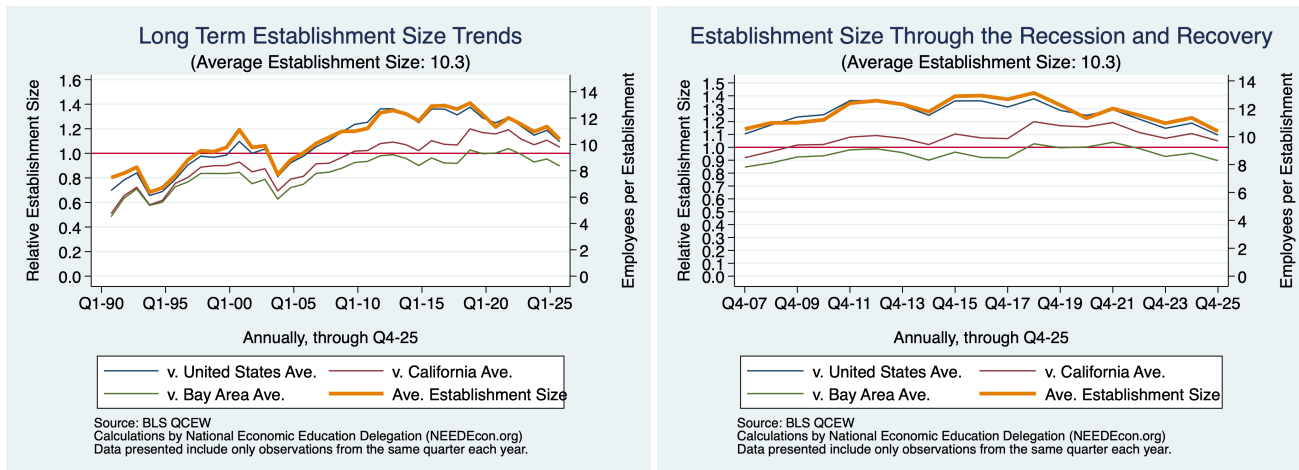 Long Term Establishment Size Trends
(Average Establishment Size: 10.3)
Relative Establishment Size
1.6
1.4
1.2
1.0
0.8
0.6
0.4
0.2
0.0
14
12
10
8
6
4
2
0
Employees per Establishment
Q1-90 Q1-95 Q1-00 Q1-05 Q1-10 Q1-15 Q1-20 Q1-25
Annually, through Q4-25
v. United States Ave. v. California Ave.
v. Bay Area Ave. Ave. Establishment Size
Source: BLS QCEW
Calculations by National Economic Education Delegation (NEEDEcon.org)
Data presented include only observations from the same quarter each year.
Establishment Size Through the Recession and Recovery
(Average Establishment Size: 10.3)
Relative Establishment Size
1.5
1.4
1.3
1.2
1.1
1.0
0.9
0.8
0.7
0.6
0.5
0.4
0.3
0.2
0.1
0.0
14
12
10
8
6
4
2
0
Employees per Establishment
Q4-07 Q4-09 Q4-11 Q4-13 Q4-15 Q4-17 Q4-19 Q4-21 Q4-23 Q4-25
Annually, through Q4-25
v. United States Ave. v. California Ave.
v. Bay Area Ave. Ave. Establishment Size
Source: BLS QCEW
Calculations by National Economic Education Delegation (NEEDEcon.org)
Data presented include only observations from the same quarter each year.